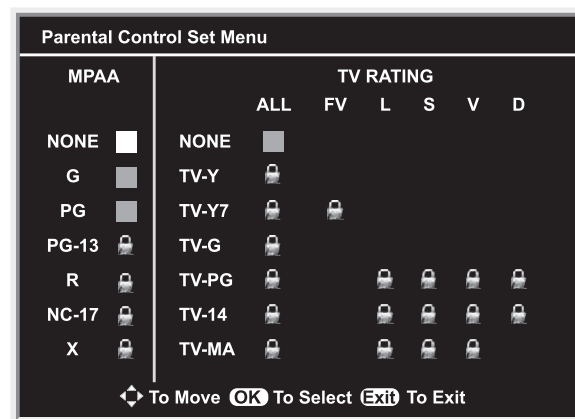 Parental Control Set Menu
MPAA
TV RATING
ALL FV L S V D
NONE NONE
G TV-Y
PG TV-Y7
PG-13 TV-G
R TV-PG
NC-17 TV-14
X TV-MA
To Move OK To Select Exit To Exit